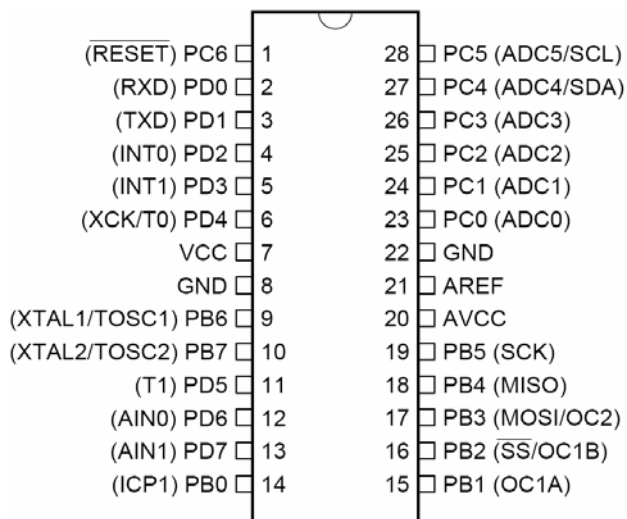 (RESET) PC6 1 28 PC5 (ADC5/SCL)
(RXD) PD0 2 27 PC4 (ADC4/SDA)
(TXD) PD1 3 26 PC3 (ADC3)
(INT0) PD2 4 25 PC2 (ADC2)
(INT1) PD3 5 24 PC1 (ADC1)
(XCK/T0) PD4 6 23 PC0 (ADC0)
VCC 7 22 GND
GND 8 21 AREF
(XTAL1/TOSC1) PB6 9 20 AVCC
(XTAL2/TOSC2) PB7 10 19 PB5 (SCK)
(T1) PD5 11 18 PB4 (MISO)
(AIN0) PD6 12 17 PB3 (MOSI/OC2)
(AIN1) PD7 13 16 PB2 (SS/OC1B)
(ICP1) PB0 14 15 PB1 (OC1A)